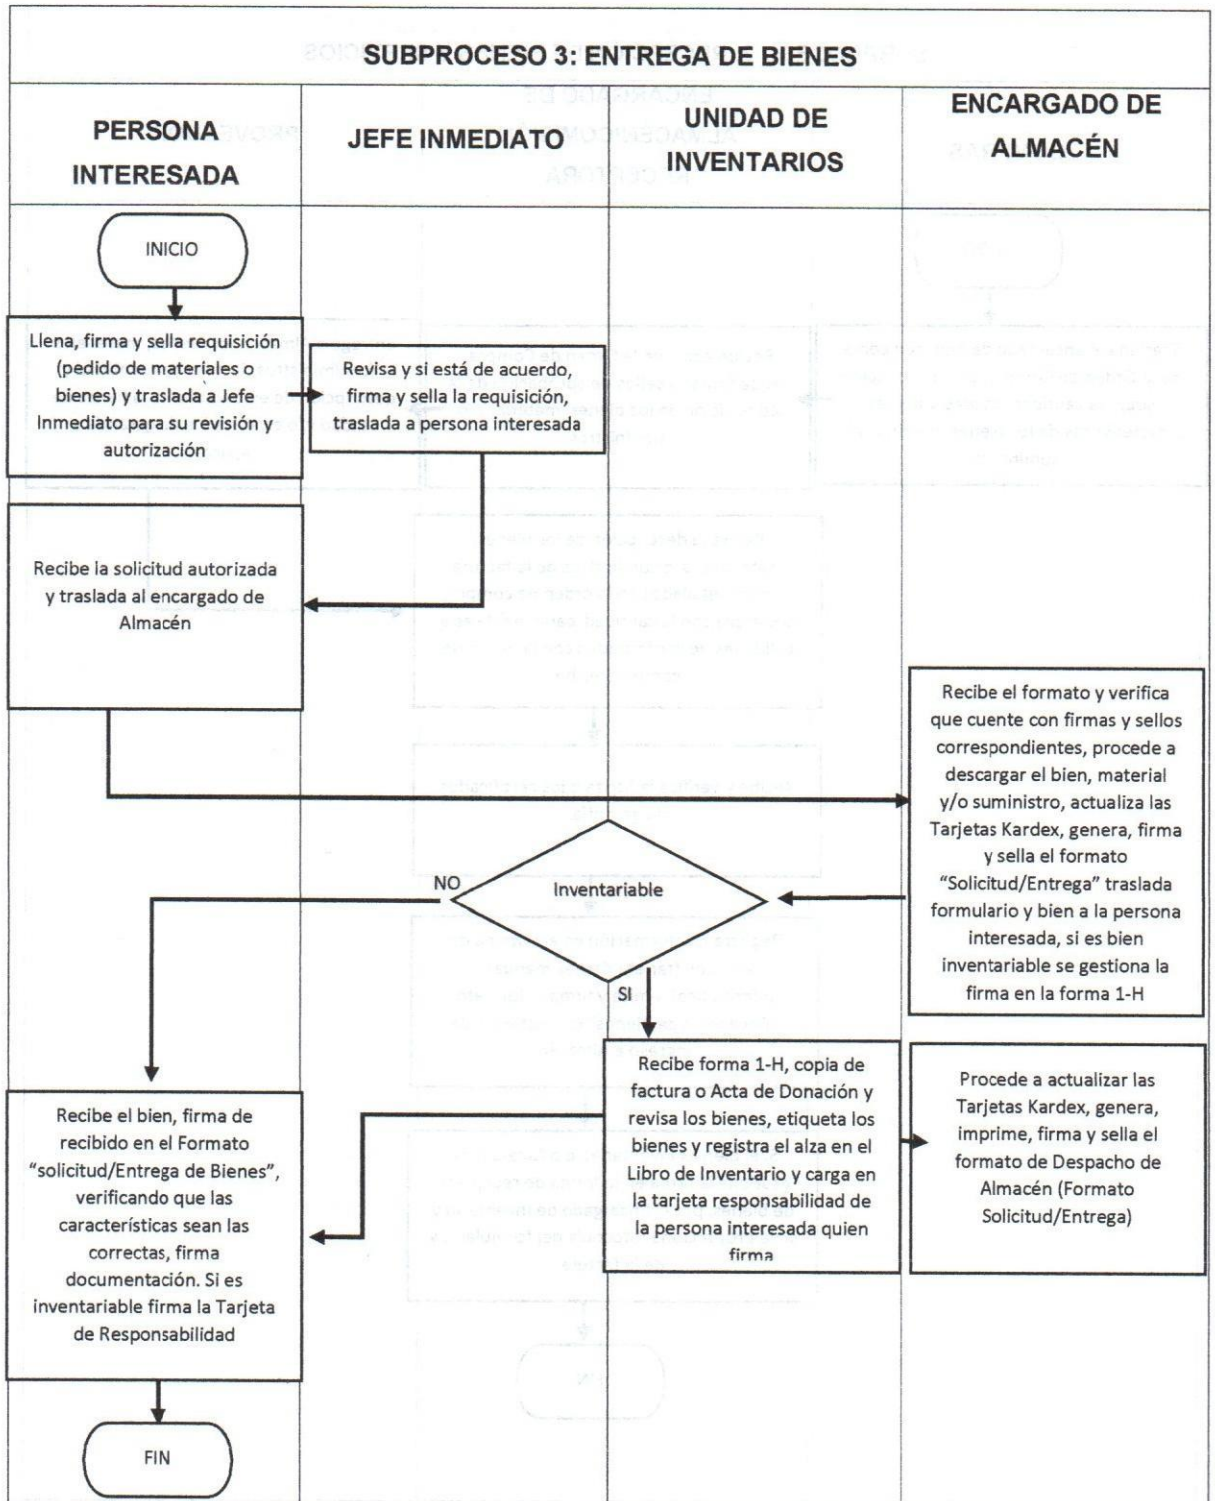 SUBPROCESO 3: ENTREGA DE BIENES
PERSONA
INTERESADA
JEFE INMEDIATO
UNIDAD DE
INVENTARIOS
ENCARGADO DE
ALMACÉN
INICIO
Llena, firma y sella requisición
(pedido de materiales o
bienes) y traslada a Jefe
Inmediato para su revisión y
autorización
Revisa y si está de acuerdo,
firma y sella la requisición,
traslada a persona interesada
Recibe la solicitud autorizada
y traslada al encargado de
Almacén
Recibe el formato y verifica
que cuente con firmas y sellos
correspondientes, procede a
descargar el bien, material
y/o suministro, actualiza las
Tarjetas Kardex, genera, firma
y sella el formato
“Solicitud/Entrega” traslada
formulario y bien a la persona
interesada, si es bien
inventariable se gestiona la
firma en la forma 1-H
Inventariable
NO
SI
Recibe forma 1-H, copia de
factura o Acta de Donación y
revisa los bienes, etiqueta los
bienes y registra el alza en el
Libro de Inventario y carga en
la tarjeta responsabilidad de
la persona interesada quien
firma
Procede a actualizar las
Tarjetas Kardex, genera,
imprime, firma y sella el
formato de Despacho de
Almacén (Formato
Solicitud/Entrega)
Recibe el bien, firma de
recibido en el Formato
“solicitud/Entrega de Bienes”,
verificando que las
características sean las
correctas, firma
documentación. Si es
inventariable firma la Tarjeta
de Responsabilidad
FIN